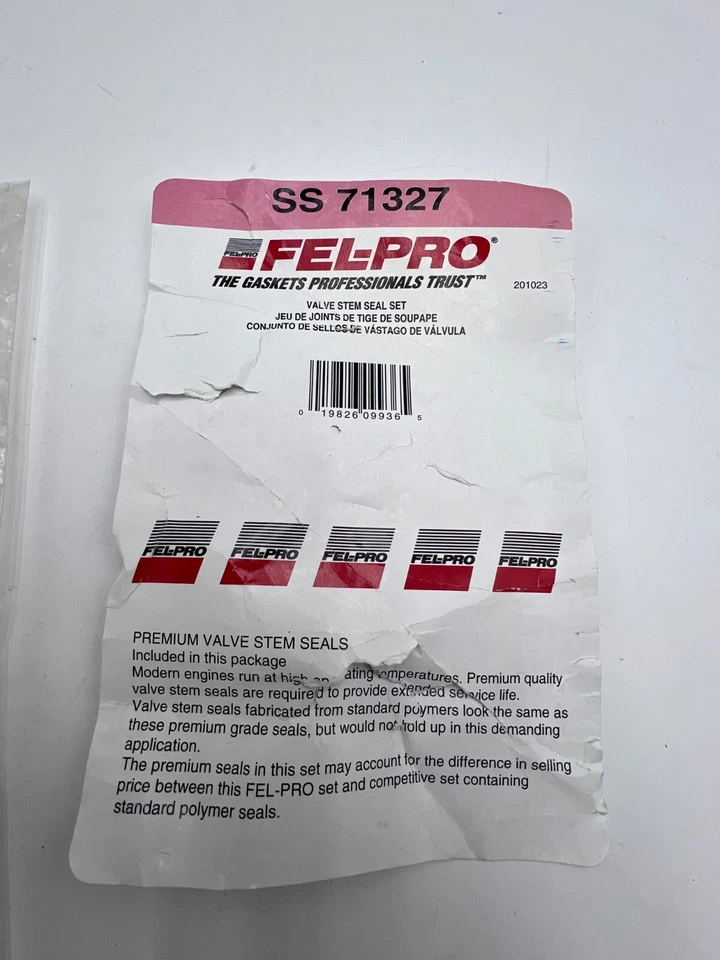 SS 71327
FEL-PRO
FEL-PRO®
THE GASKETS PROFESSIONALS TRUST™
201023
VALVE STEM SEAL SET
JEU DE JOINTS DE TIGE DE SOUPAPE
CONJUNTO DE SELLOS DE VÁSTAGO DE VÁLVULA
0 19826 09936 5
FEL-PRO FEL-PRO FEL-PRO FEL-PRO FEL-PRO
PREMIUM VALVE STEM SEALS
Included in this package
Modern engines run at high temperatures. Premium quality
valve stem seals are required to provide extended service life.
Valve stem seals fabricated from standard polymers look the same as
these premium grade seals, but would not hold up in this demanding
application.
The premium seals in this set may account for the difference in selling
price between this FEL-PRO set and competitive set containing
standard polymer seals.